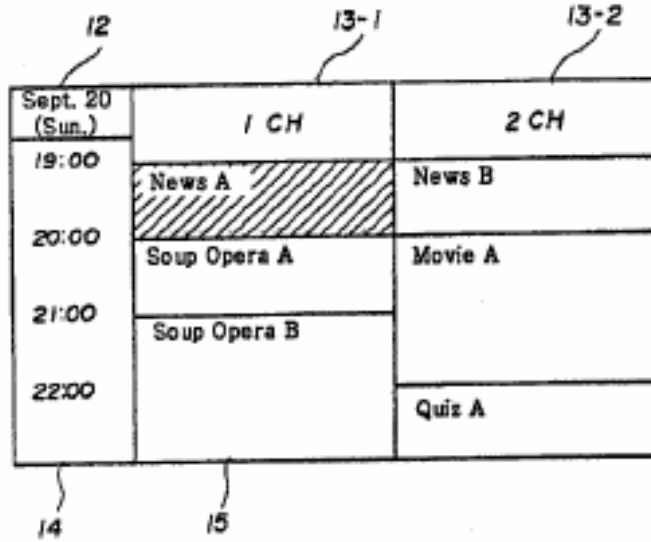 12
13-1
13-2
Sept. 20
(Sun.)
1 CH
2 CH
19:00
News A
News B
20:00
Soup Opera A
Movie A
21:00
Soup Opera B
22:00
Quiz A
14
15